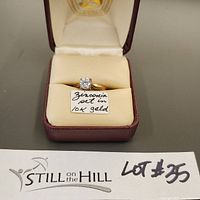 Zirconia
set in
10K gold
STILL on the HILL
LOT #35